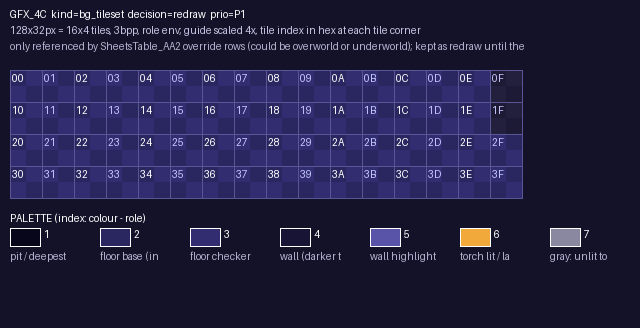 GFX_4C kind=bg_tileset decision=redraw prio=P1
128x32px = 16x4 tiles, 3bpp, role env; guide scaled 4x, tile index in hex at each tile corner
only referenced by SheetsTable_AA2 override rows (could be overworld or underworld); kept as redraw until the
00 01 02 03 04 05 06 07 08 09 0A 0B 0C 0D 0E 0F
10 11 12 13 14 15 16 17 18 19 1A 1B 1C 1D 1E 1F
20 21 22 23 24 25 26 27 28 29 2A 2B 2C 2D 2E 2F
30 31 32 33 34 35 36 37 38 39 3A 3B 3C 3D 3E 3F
PALETTE (index: colour - role)
1 2 3 4 5 6 7
pit / deepest floor base (in floor checker wall (darker t wall highlight torch lit / la gray: unlit to